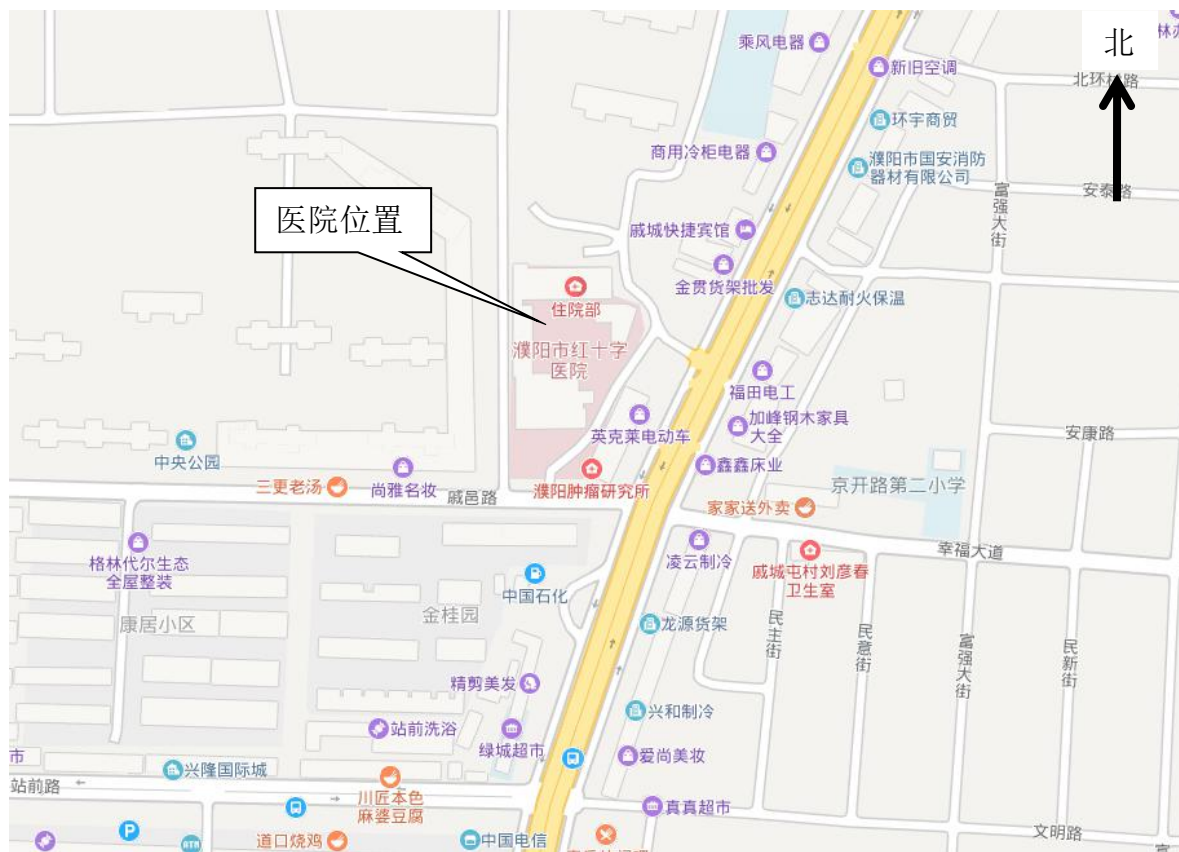 乘风电器
北
新旧空调
北环村路
环宇商贸
商用冷柜电器
濮阳市国安消防
器材有限公司
安泰路
富强大街
医院位置
戚城快捷宾馆
金贯货架批发
志达耐火保温
住院部
濮阳市红十字
医院
福田电工
加峰钢木家具
大全
英克莱电动车
安康路
中央公园
鑫鑫床业
三更老汤
尚雅名妆
戚邑路
濮阳肿瘤研究所
京开路第二小学
家家送外卖
幸福大道
格林代尔生态
全屋整装
凌云制冷
戚城屯村刘彦春
卫生室
中国石化
康居小区
金桂园
龙源货架
民主街
民意街
富强大街
民新街
精剪美发
兴和制冷
站前洗浴
绿城超市
爱尚美妆
市
兴隆国际城
站前路
川匠本色
麻婆豆腐
真真超市
P
ATM
道口烧鸡
中国电信
文明路
富